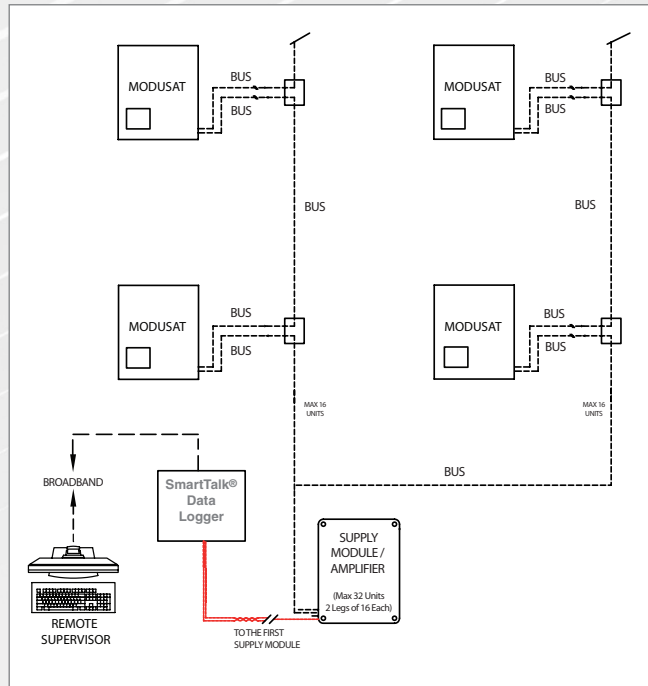 MODUSAT
BUS
BUS
MODUSAT
BUS
BUS
BUS
BUS
MODUSAT
BUS
BUS
MODUSAT
BUS
BUS
MAX 16
UNITS
MAX 16
UNITS
BUS
BROADBAND
SmartTalk®
Data
Logger
SUPPLY
MODULE /
AMPLIFIER
(Max 32 Units
2 Legs of 16 Each)
REMOTE
SUPERVISOR
TO THE FIRST
SUPPLY MODULE